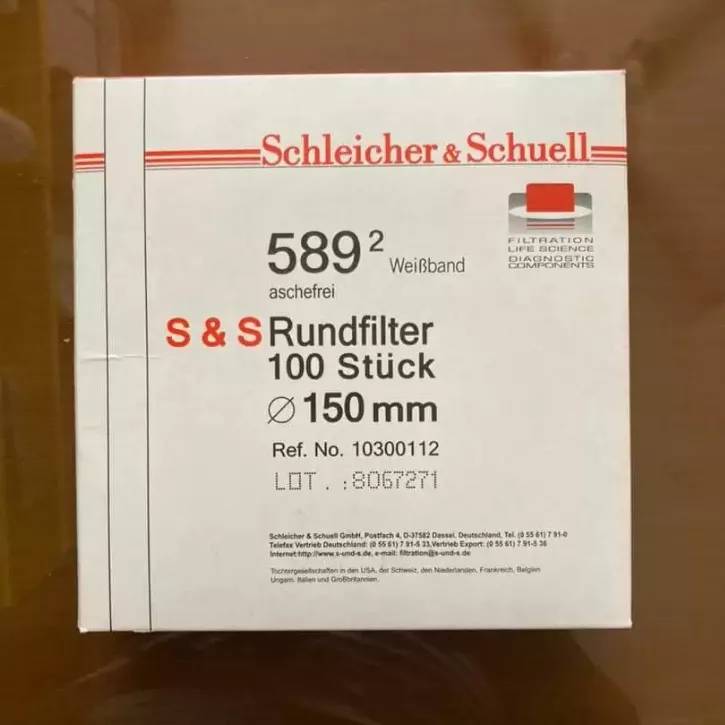 Schleicher & Schuell
FILTRATION
LIFE SCIENCE
DIAGNOSTIC
COMPONENTS
589² Weißband
aschefrei
S & S Rundfilter
100 Stück
Ø 150 mm
Ref. No. 10300112
LOT . :8067271
Schleicher & Schuell GmbH, Postfach 4, D-37582 Dassel, Deutschland, Tel. (0 55 61) 7 91-0
Telefax Vertrieb Deutschland: (0 55 61) 7 91-5 33, Vertrieb Export: (0 55 61) 7 91-5 36
Internet:http://www.s-und-s.de, e-mail: filtration@s-und-s.de
Tochtergesellschaften in den USA, der Schweiz, den Niederlanden, Frankreich, Belgien
Ungarn, Italien und Großbritannien.